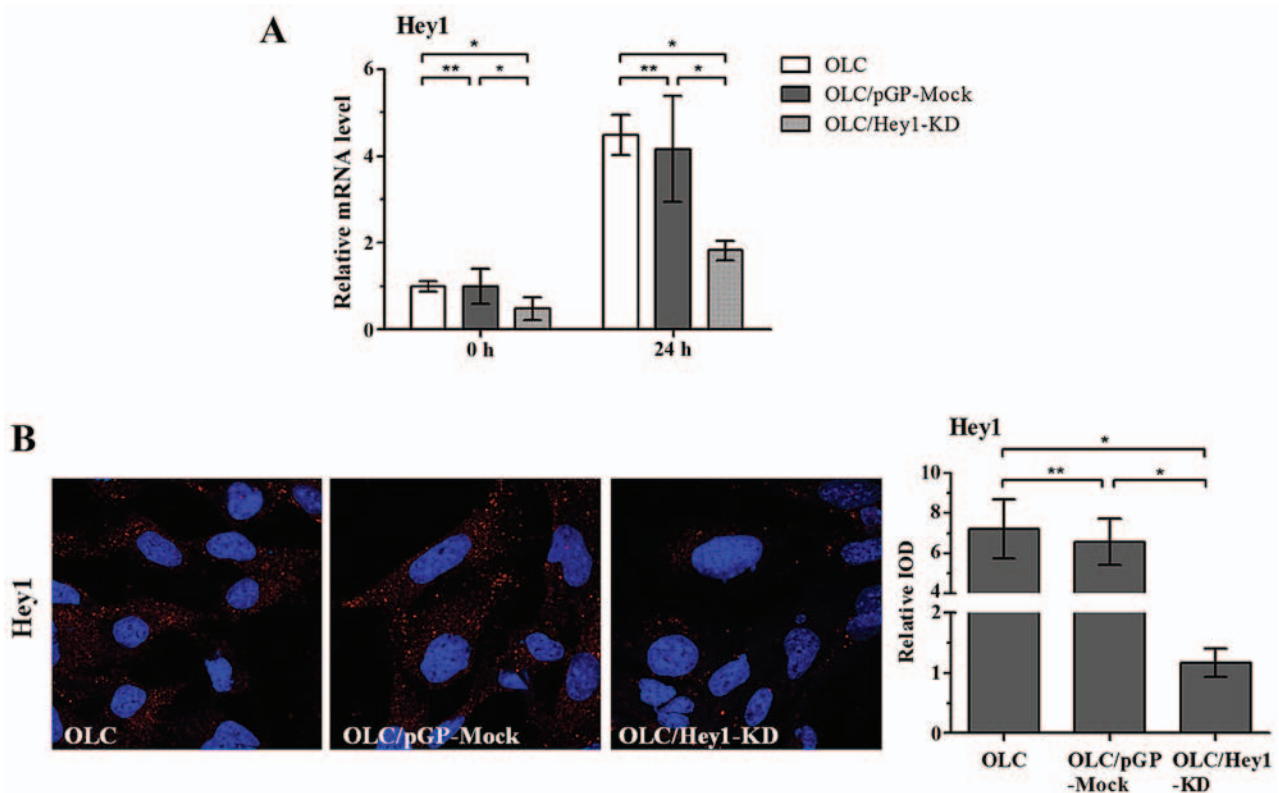 A
Hey1
*
*
** *
** *
OLC
OLC/pGP-Mock
OLC/Hey1-KD
Relative mRNA level
6
4
2
0
0 h
24 h
B
Hey1
OLC
OLC/pGP-Mock
OLC/Hey1-KD
Hey1
*
** *
Relative IOD
10
8
6
4
2
1
0
OLC
OLC/pGP
-Mock
OLC/Hey1
-KD